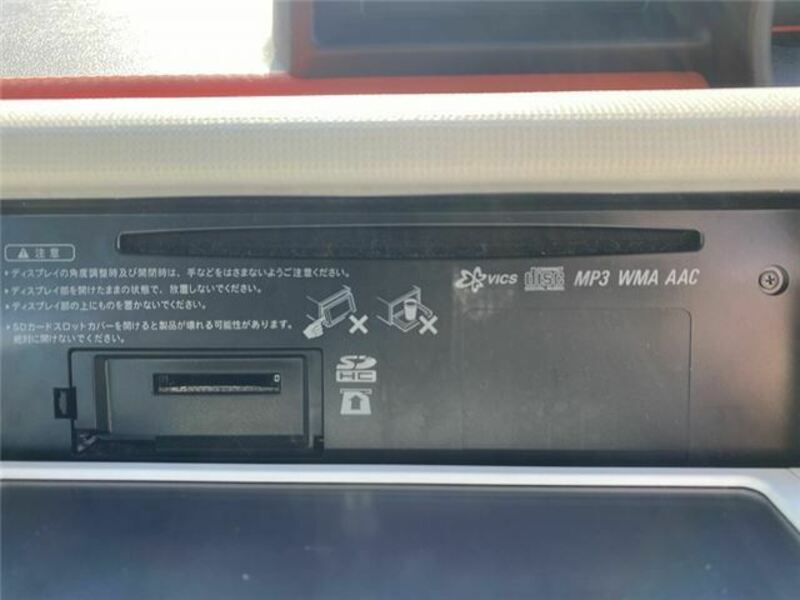 ⚠注意
・ディスプレイの角度調整時及び開閉時は、手などをはさまないようご注意ください。
・ディスプレイ部を開けたままの状態で、放置しないでください。
・ディスプレイ部の上にものを置かないでください。
・SDカードスロットカバーを開けると製品が壊れる可能性があります。
絶対に開けないでください。
VICS disc MP3 WMA AAC
SD
HC